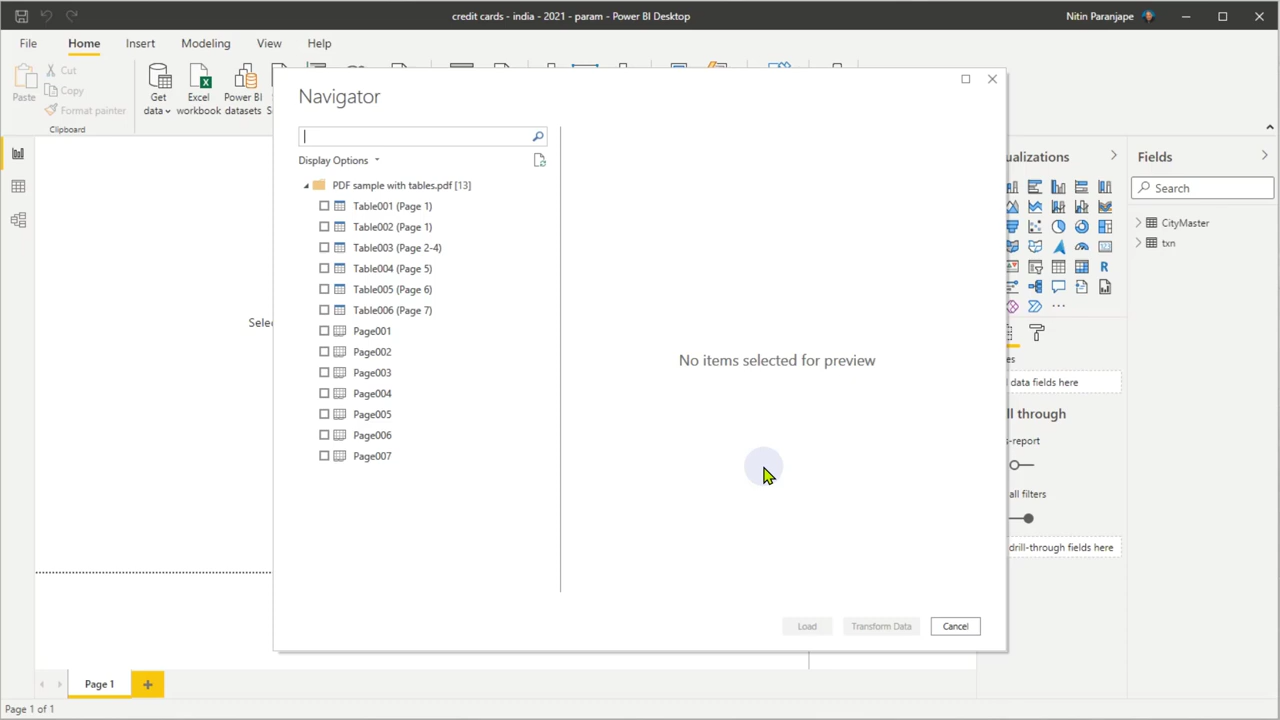 credit cards - india - 2021 - param - Power BI Desktop
Nitin Paranjape
File
Home
Insert
Modeling
View
Help
Paste
Cut
Copy
Format painter
Clipboard
Get data
Excel workbook
Power BI datasets
S
Navigator
Display Options
PDF sample with tables.pdf [13]
Table001 (Page 1)
Table002 (Page 1)
Table003 (Page 2-4)
Table004 (Page 5)
Table005 (Page 6)
Table006 (Page 7)
Page001
Page002
Page003
Page004
Page005
Page006
Page007
No items selected for preview
Load
Transform Data
Cancel
Selec
ualizations
R
es
data fields here
ll through
s-report
all filters
drill-through fields here
Fields
Search
CityMaster
txn
Page 1
Page 1 of 1